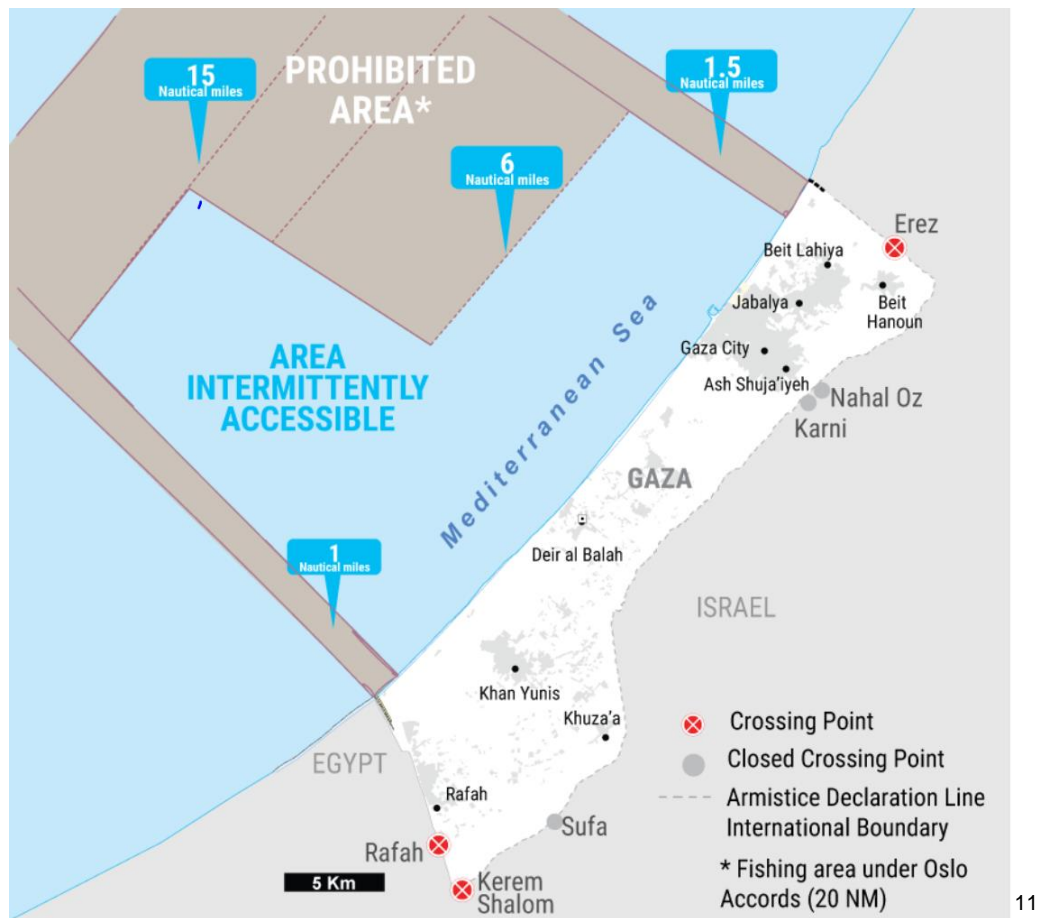 15
Nautical miles
PROHIBITED
AREA*
1.5
Nautical miles
6
Nautical miles
Erez
Beit Lahiya
Jabalya
Beit
Hanoun
Gaza City
Ash Shuja'iyeh
Nahal Oz
Karni
AREA
INTERMITTENTLY
ACCESSIBLE
Mediterranean Sea
GAZA
Deir al Balah
1
Nautical miles
ISRAEL
Khan Yunis
Khuza'a
EGYPT
Rafah
Sufa
Rafah
Kerem
Shalom
5 Km
Crossing Point
Closed Crossing Point
Armistice Declaration Line
International Boundary
* Fishing area under Oslo
Accords (20 NM)
11